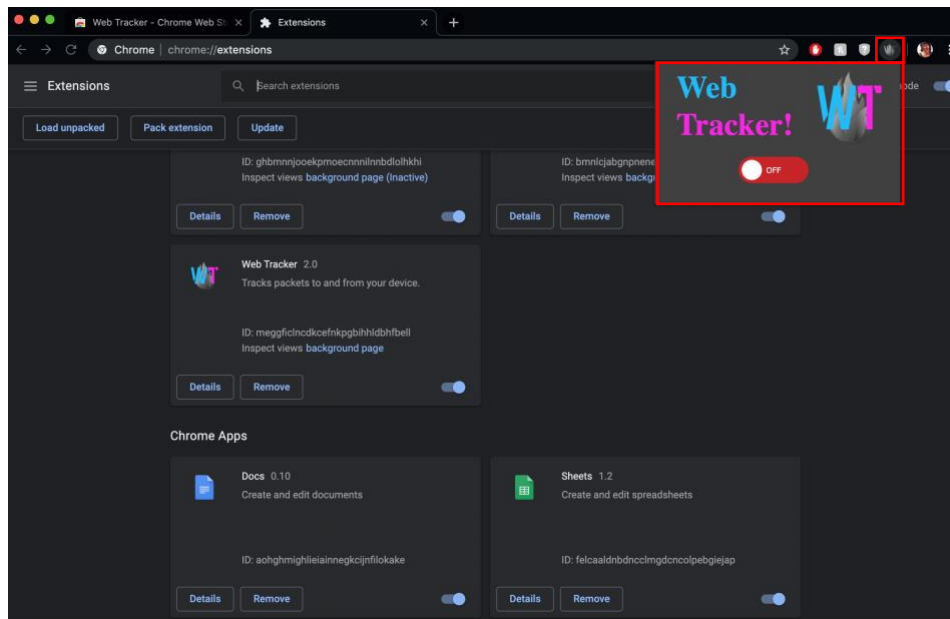 Web Tracker - Chrome Web St
Extensions
Chrome | chrome://extensions
Extensions
Search extensions
ode
Load unpacked
Pack extension
Update
Web
Tracker!
WT
OFF
ID: ghbmnnjooekpmoecnnnilnnbdlolhkhi
Inspect views background page (Inactive)
Details
Remove
ID: bmnlcjabgnpnene
Inspect views backgr
Details
Remove
WT
Web Tracker 2.0
Tracks packets to and from your device.
ID: meggficlncdkcefnkpgbihhldbhfbell
Inspect views background page
Details
Remove
Chrome Apps
Docs 0.10
Create and edit documents
ID: aohghmighlieiainnegkcijnfilokake
Details
Remove
Sheets 1.2
Create and edit spreadsheets
ID: felcaaldnbdncclmgdcncolpebgiejap
Details
Remove